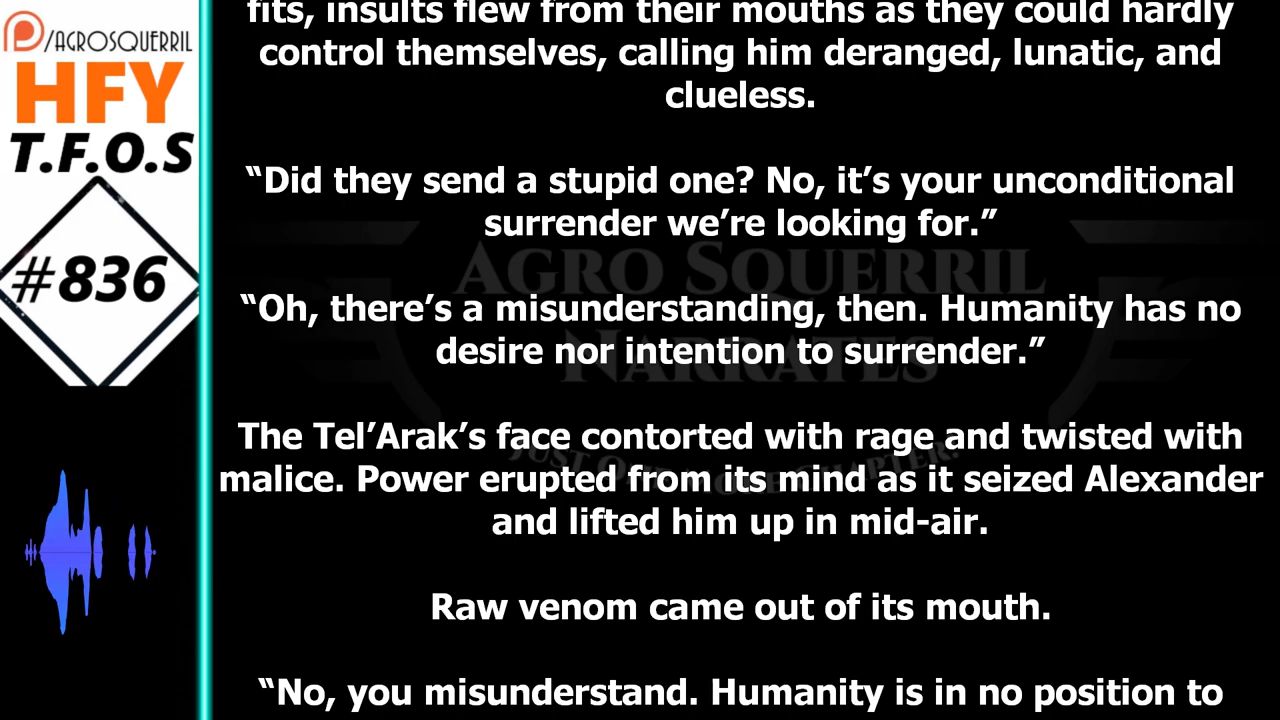 /AGROSQUERRIL
HFY
T.F.O.S
#836
fits, insults flew from their mouths as they could hardly
control themselves, calling him deranged, lunatic, and
clueless.
“Did they send a stupid one? No, it’s your unconditional
surrender we’re looking for.”
“Oh, there’s a misunderstanding, then. Humanity has no
desire nor intention to surrender.”
The Tel’Arak’s face contorted with rage and twisted with
malice. Power erupted from its mind as it seized Alexander
and lifted him up in mid-air.
Raw venom came out of its mouth.
“No, you misunderstand. Humanity is in no position to
Agro Squerril
Narrates